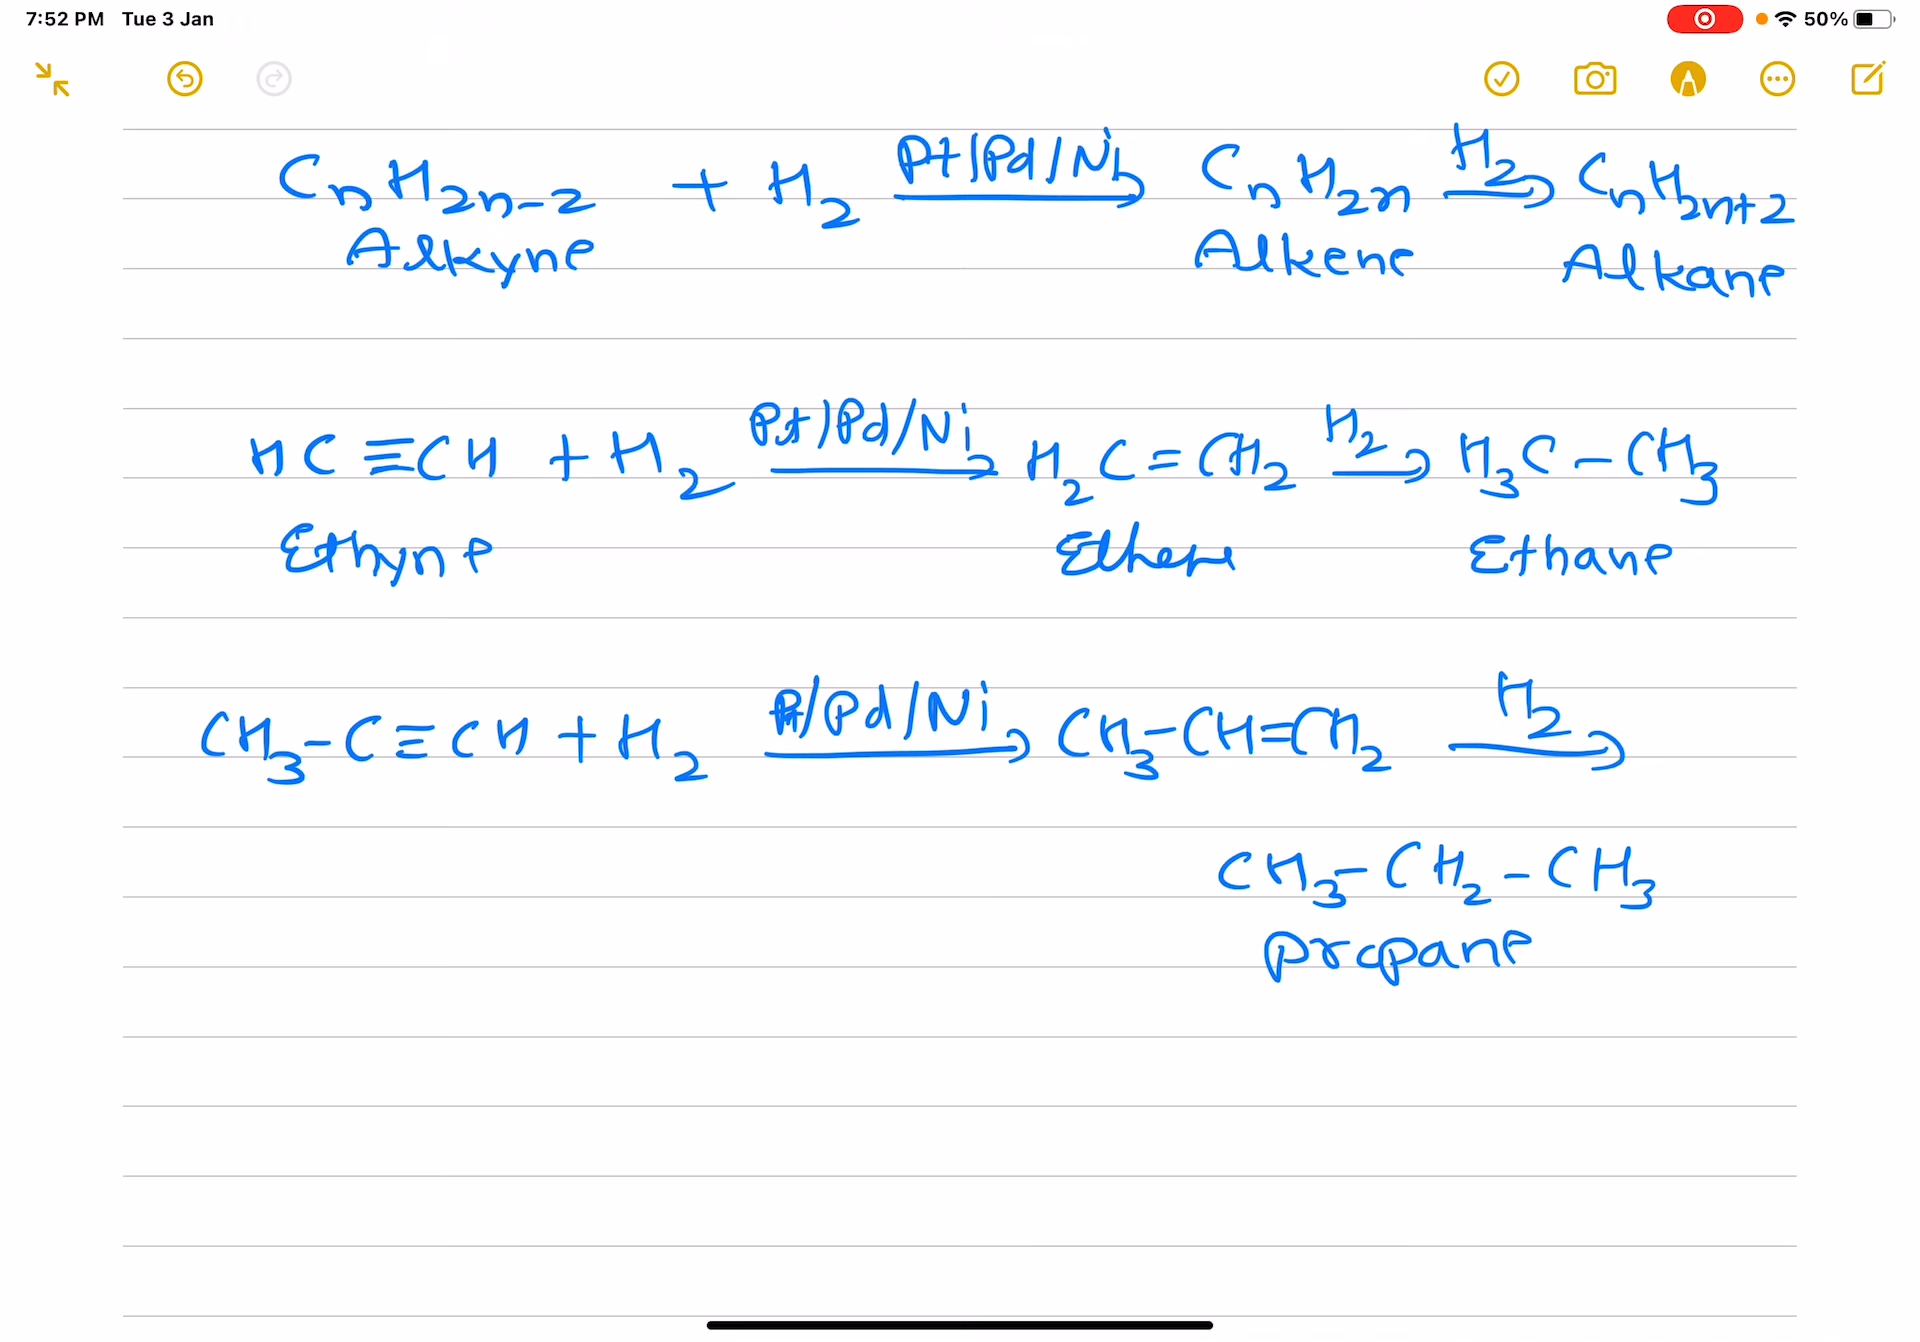 7:52 PM Tue 3 Jan 50%
CnH2n-2 + H2 Pt/Pd/Ni → CnH2n H2 → CnH2n+2
Alkyne Alkene Alkane
HC≡CH + H2 Pt/Pd/Ni → H2C=CH2 H2 → H3C-CH3
Ethyne Ethene Ethane
CH3-C≡CH + H2 Pt/Pd/Ni → CH3-CH=CH2 H2 →
CH3-CH2-CH3
propane